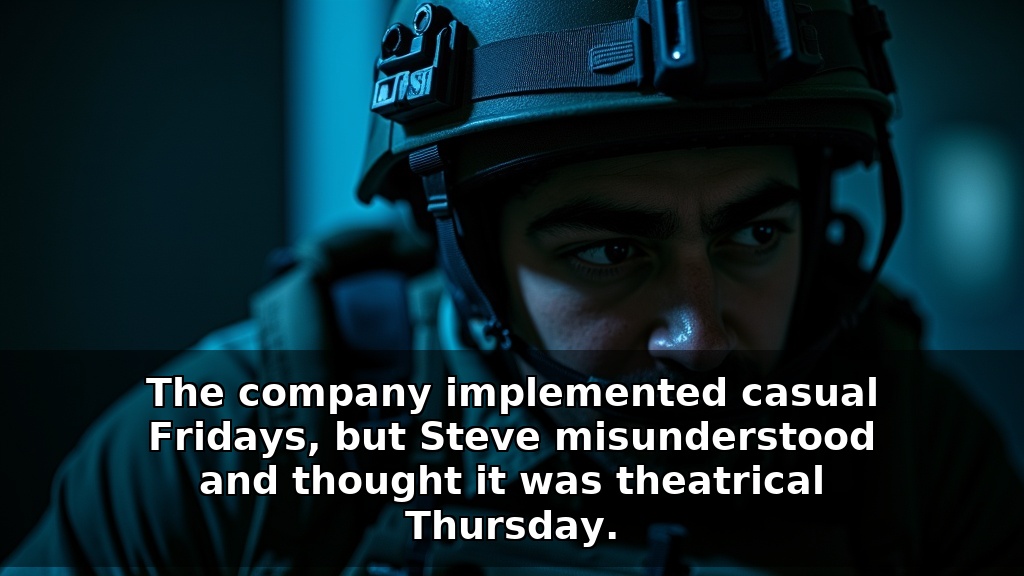 The company implemented casual
Fridays, but Steve misunderstood
and thought it was theatrical
Thursday.